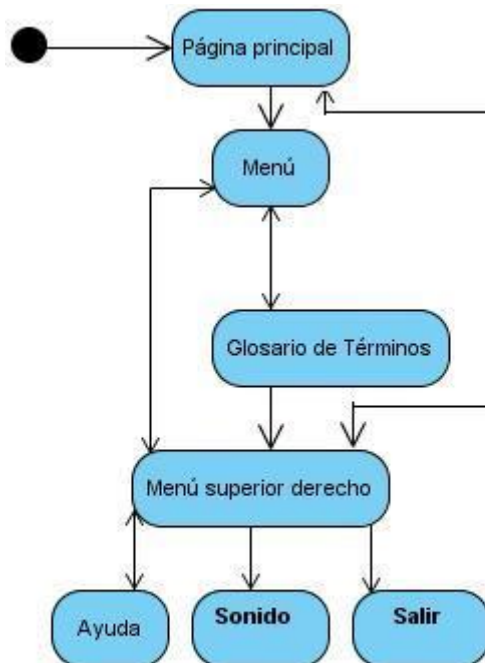 Página principal
Menú
Glosario de Términos
Menú superior derecho
Ayuda
Sonido
Salir